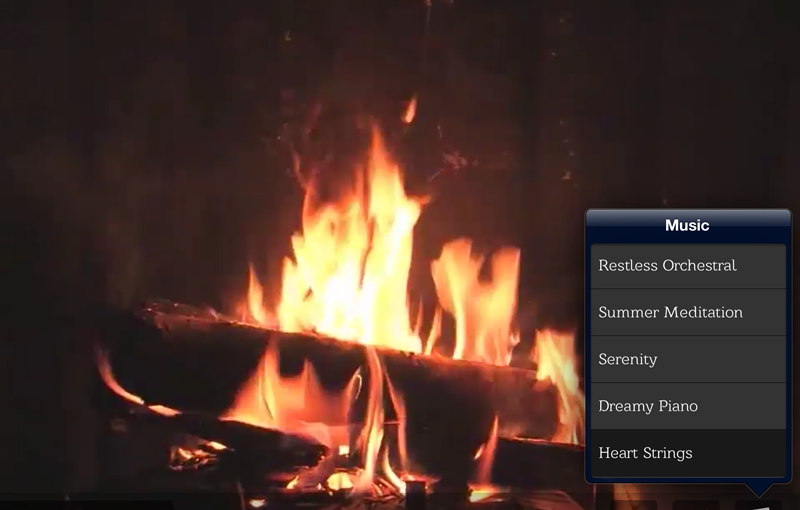 Music
Restless Orchestral
Summer Meditation
Serenity
Dreamy Piano
Heart Strings